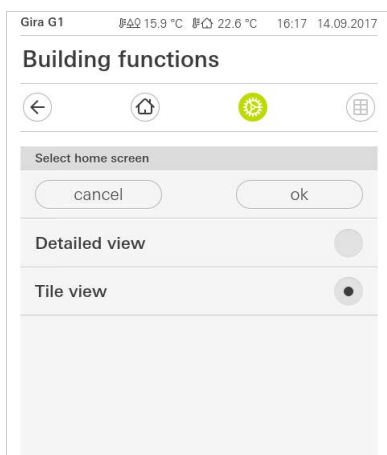 Gira G1 15.9 °C 22.6 °C 16:17 14.09.2017
Building functions
Select home screen
cancel ok
Detailed view
Tile view